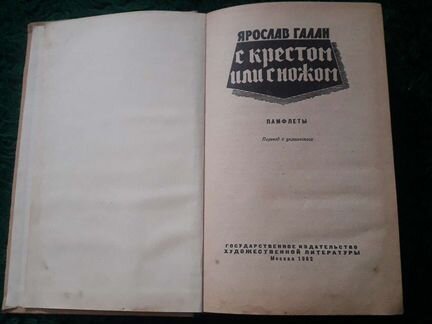 ЯРОСЛАВ ГАЛАН
С КРЕСТОМ
ИЛИ С НОЖОМ
ПАМФЛЕТЫ
Перевод с украинского
ГОСУДАРСТВЕННОЕ ИЗДАТЕЛЬСТВО
ХУДОЖЕСТВЕННОЙ ЛИТЕРАТУРЫ
Москва 1962